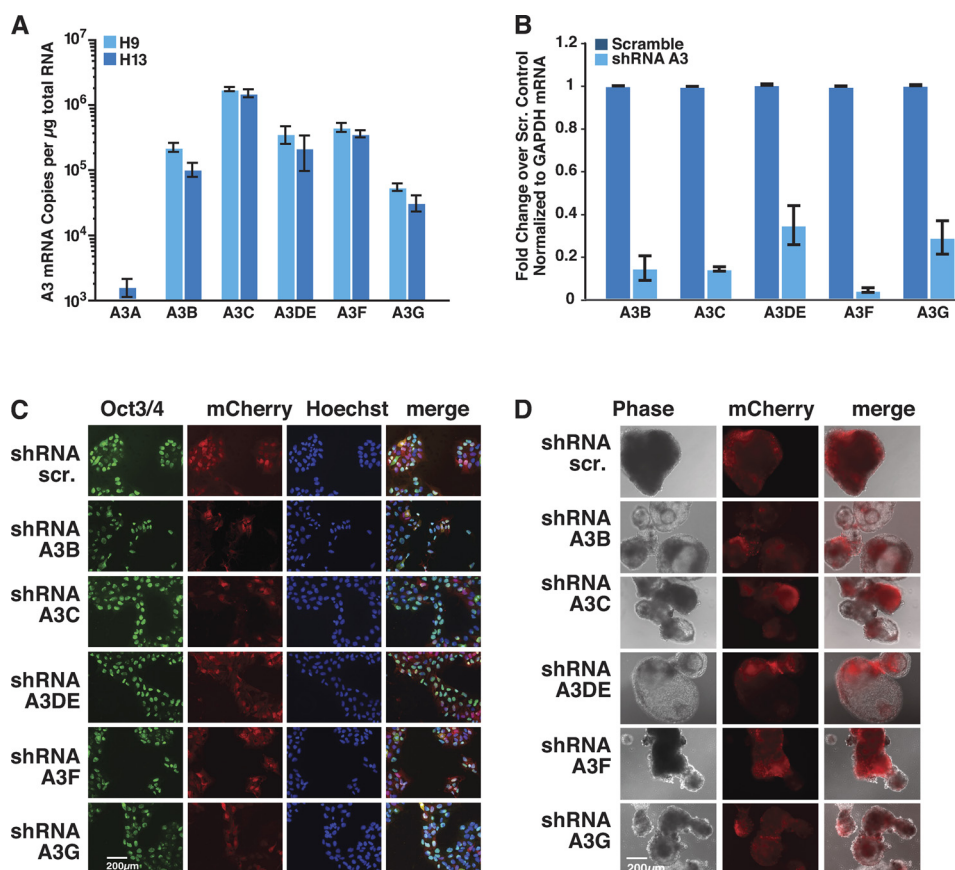 A
A3 mRNA Copies per µg total RNA
10⁷
10⁶
10⁵
10⁴
10³
H9
H13
A3A A3B A3C A3DE A3F A3G
B
Fold Change over Scr. Control
Normalized to GAPDH mRNA
1.2
1
0.8
0.6
0.4
0.2
0
Scramble
shRNA A3
A3B A3C A3DE A3F A3G
C
Oct3/4 mCherry Hoechst merge
shRNA
scr.
shRNA
A3B
shRNA
A3C
shRNA
A3DE
shRNA
A3F
shRNA
A3G
200µm
D
Phase mCherry merge
shRNA
scr.
shRNA
A3B
shRNA
A3C
shRNA
A3DE
shRNA
A3F
shRNA
A3G
200µm